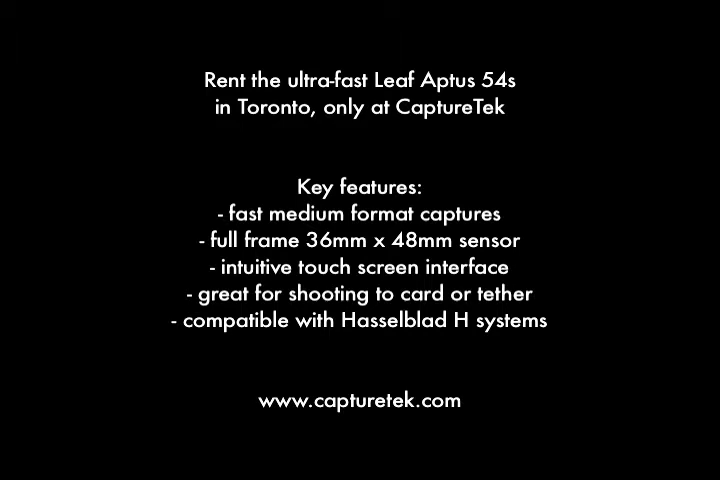 Rent the ultra-fast Leaf Aptus 54s
in Toronto, only at CaptureTek
Key features:
- fast medium format captures
- full frame 36mm x 48mm sensor
- intuitive touch screen interface
- great for shooting to card or tether
- compatible with Hasselblad H systems
www.capturetek.com